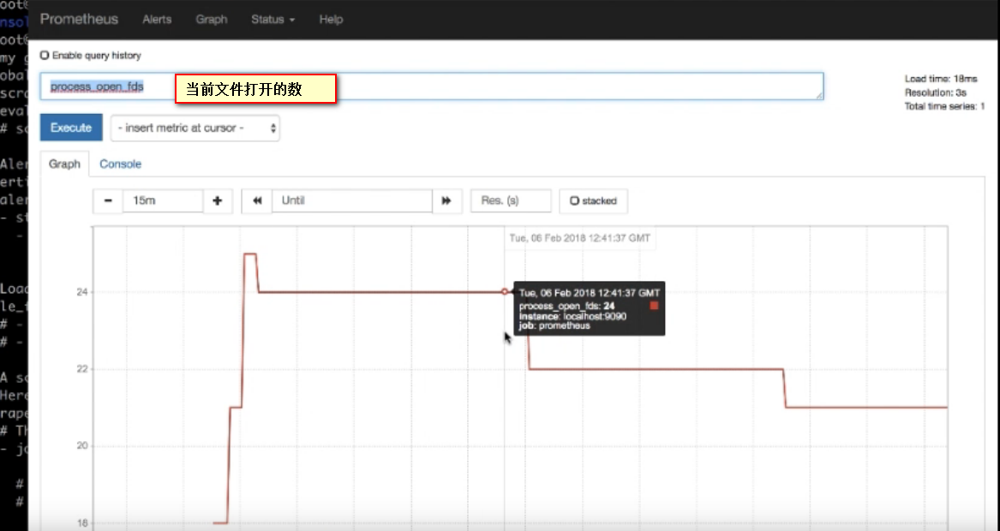 oot@
Prometheus Alerts Graph Status Help
nsol
oot@
my g
Enable query history
obal
process_open_fds
当前文件打开的数
Load time: 18ms
scra
Resolution: 3s
eval
Total time series: 1
# sc
Execute
- insert metric at cursor -
Aler
Graph Console
erti
aler
- 15m + Until Res. (s) stacked
- st
-
Tue, 06 Feb 2018 12:41:37 GMT
Load
24
Tue, 06 Feb 2018 12:41:37 GMT
process_open_fds: 24
instance: localhost:9090
job: prometheus
le_f
# -
# -
22
A sc
Here
rape
# Th
20
- jo
#
#
18